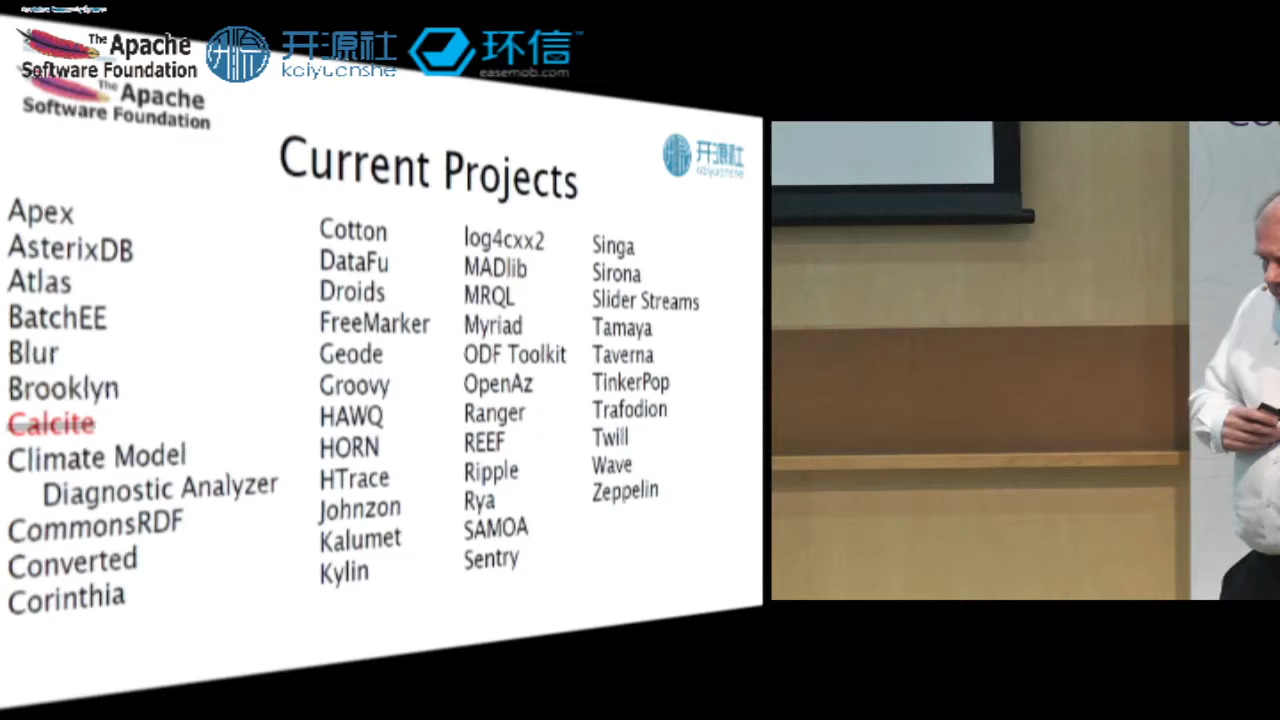 The Apache
Software Foundation
开源社
kaiyuanshe
环信
easemob.com
The Apache
Software Foundation
Current Projects
开源社
kaiyuanshe
Apex
AsterixDB
Atlas
BatchEE
Blur
Brooklyn
Calcite
Climate Model
Diagnostic Analyzer
CommonsRDF
Converted
Corinthia
Cotton
DataFu
Droids
FreeMarker
Geode
Groovy
HAWQ
HORN
HTrace
Johnzon
Kalumet
Kylin
log4cxx2
MADlib
MRQL
Myriad
ODF Toolkit
OpenAz
Ranger
REEF
Ripple
Rya
SAMOA
Sentry
Singa
Sirona
Slider Streams
Tamaya
Taverna
TinkerPop
Trafodion
Twill
Wave
Zeppelin